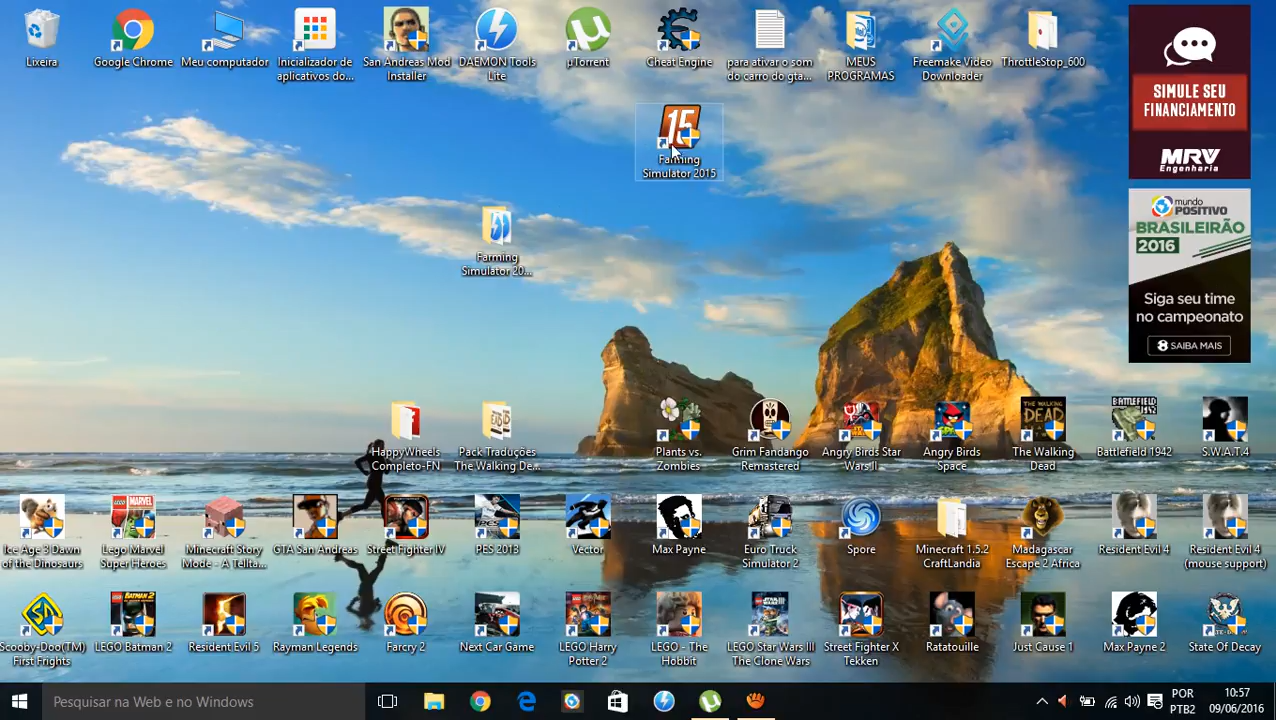 Lixeira
Google Chrome
Meu computador
Inicializador de
aplicativos do...
San Andreas Mod
Installer
DAEMON Tools
Lite
µTorrent
Cheat Engine
para ativar o som
do carro do gta...
MEUS
PROGRAMAS
Freemake Video
Downloader
ThrottleStop_600
SIMULE SEU
FINANCIAMENTO
MRV
Engenharia
15
Farming
Simulator 2015
mundo
POSITIVO
BRASILEIRÃO
2016
Siga seu time
no campeonato
SAIBA MAIS
Farming
Simulator 20...
HappyWheels
Completo-FN
Pack Traduções
The Walking De...
Plants vs.
Zombies
Grim Fandango
Remastered
Angry Birds Star
Wars II
Angry Birds
Space
THE WALKING
DEAD
The Walking
Dead
BATTLEFIELD
1942
Battlefield 1942
S.W.A.T.4
Ice Age 3 Dawn
of the Dinosaurs
Lego Marvel
Super Heroes
Minecraft Story
Mode - A Tellta...
GTA San Andreas
Street Fighter IV
PES 2013
Vector
Max Payne
Euro Truck
Simulator 2
Spore
Minecraft 1.5.2
CraftLandia
Madagascar
Escape 2 Africa
Resident Evil 4
Resident Evil 4
(mouse support)
Scooby-Doo(TM)
First Frights
LEGO Batman 2
Resident Evil 5
Rayman Legends
Farcry 2
Next Car Game
LEGO Harry
Potter 2
LEGO - The
Hobbit
LEGO Star Wars III
The Clone Wars
Street Fighter X
Tekken
Ratatouille
Just Cause 1
Max Payne 2
State Of Decay
Pesquisar na Web e no Windows
POR
PTB2
10:57
09/06/2016